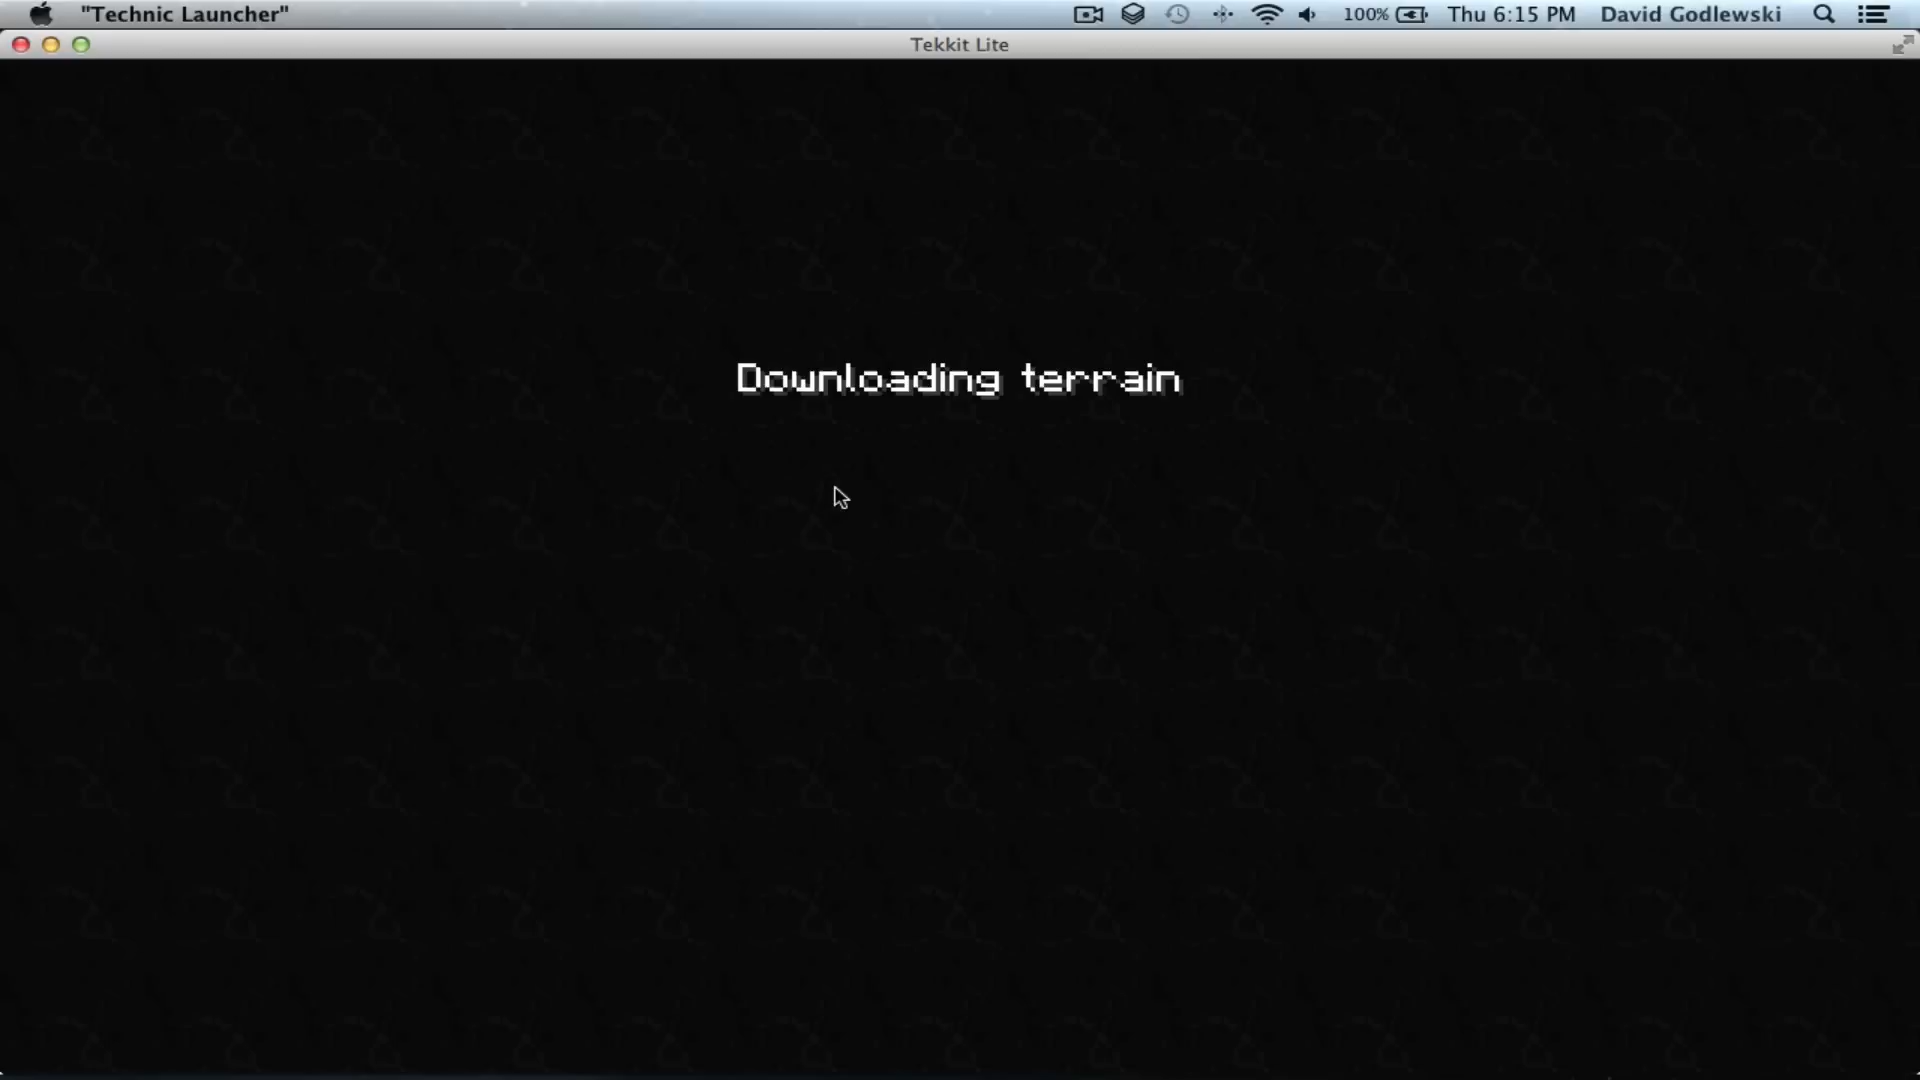 "Technic Launcher" 100% Thu 6:15 PM David Godlewski
Tekkit Lite
Downloading terrain